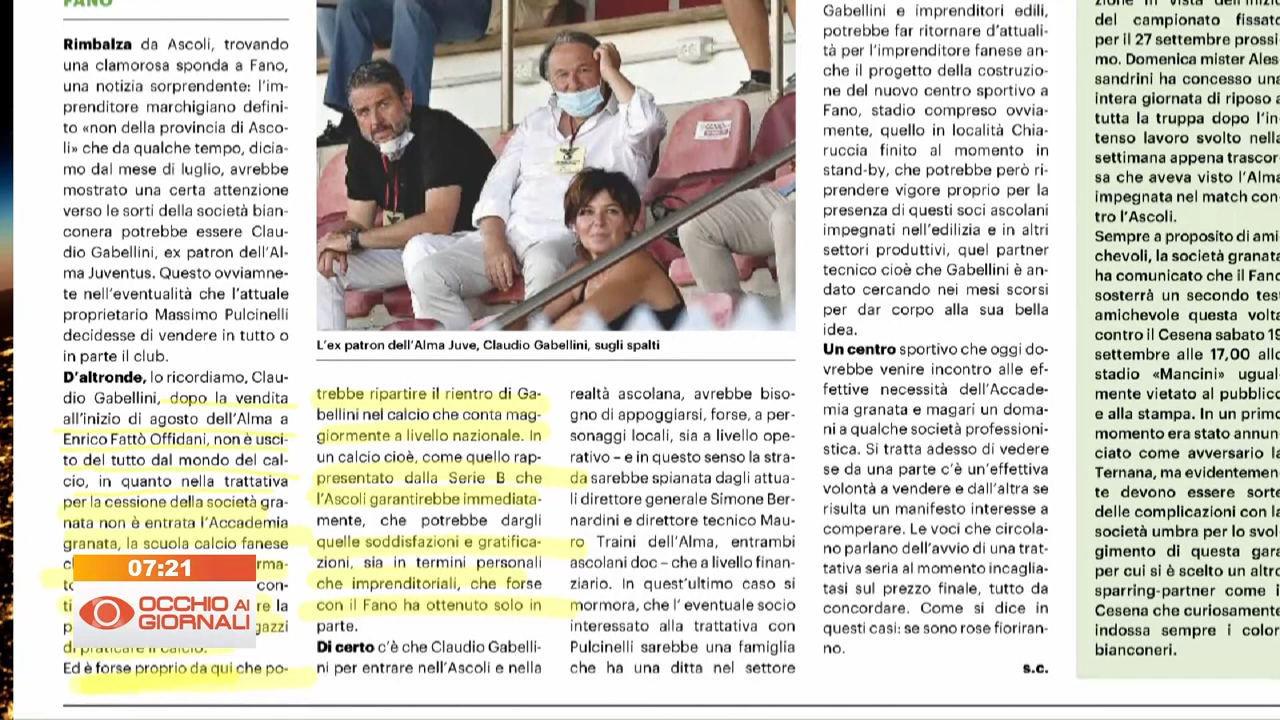 FANO
Rimbalza da Ascoli, trovando
una clamorosa sponda a Fano,
una notizia sorprendente: l'im-
prenditore marchigiano defini-
to «non della provincia di Asco-
li» che da qualche tempo, dicia-
mo dal mese di luglio, avrebbe
mostrato una certa attenzione
verso le sorti della società bian-
conera potrebbe essere Clau-
dio Gabellini, ex patron dell'Al-
ma Juventus. Questo ovviamne-
te nell'eventualità che l'attuale
proprietario Massimo Pulcinelli
decidesse di vendere in tutto o
in parte il club.
D'altronde, lo ricordiamo, Clau-
dio Gabellini, dopo la vendita
all'inizio di agosto dell'Alma a
Enrico Fattò Offidani, non è usci-
to del tutto dal mondo del cal-
cio, in quanto nella trattativa
per la cessione della società gra-
nata non è entrata l'Accademia
granata, la scuola calcio fanese
07:21
OCCHIO AI
GIORNALI
di praticare il calcio.
Ed è forse proprio da qui che po-
L'ex patron dell'Alma Juve, Claudio Gabellini, sugli spalti
trebbe ripartire il rientro di Ga-
bellini nel calcio che conta mag-
giormente a livello nazionale. In
un calcio cioè, come quello rap-
presentato dalla Serie B che
l'Ascoli garantirebbe immediata-
mente, che potrebbe dargli
quelle soddisfazioni e gratifica-
zioni, sia in termini personali
che imprenditoriali, che forse
con il Fano ha ottenuto solo in
parte.
Di certo c'è che Claudio Gabelli-
ni per entrare nell'Ascoli e nella
realtà ascolana, avrebbe biso-
gno di appoggiarsi, forse, a per-
sonaggi locali, sia a livello ope-
rativo – e in questo senso la stra-
da sarebbe spianata dagli attua-
li direttore generale Simone Ber-
nardini e direttore tecnico Mau-
ro Traini dell'Alma, entrambi
ascolani doc – che a livello finan-
ziario. In quest'ultimo caso si
mormora, che l' eventuale socio
interessato alla trattativa con
Pulcinelli sarebbe una famiglia
che ha una ditta nel settore
Gabellini e imprenditori edili,
potrebbe far ritornare d'attuali-
tà per l'imprenditore fanese an-
che il progetto della costruzio-
ne del nuovo centro sportivo a
Fano, stadio compreso ovvia-
mente, quello in località Chia-
ruccia finito al momento in
stand-by, che potrebbe però ri-
prendere vigore proprio per la
presenza di questi soci ascolani
impegnati nell'edilizia e in altri
settori produttivi, quel partner
tecnico cioè che Gabellini è an-
dato cercando nei mesi scorsi
per dar corpo alla sua bella
idea.
Un centro sportivo che oggi do-
vrebbe venire incontro alle ef-
fettive necessità dell'Accade-
mia granata e magari un doma-
ni a qualche società professioni-
stica. Si tratta adesso di vedere
se da una parte c'è un'effettiva
volontà a vendere e dall'altra se
risulta un manifesto interesse a
comperare. Le voci che circola-
no parlano dell'avvio di una trat-
tativa seria al momento incaglia-
tasi sul prezzo finale, tutto da
concordare. Come si dice in
questi casi: se sono rose fioriran-
no.
s.c.
zione in vista dell'inizio
del campionato fissato
per il 27 settembre prossi-
mo. Domenica mister Ales-
sandrini ha concesso una
intera giornata di riposo a
tutta la truppa dopo l'in-
tenso lavoro svolto nella
settimana appena trascor-
sa che aveva visto l'Alma
impegnata nel match con-
tro l'Ascoli.
Sempre a proposito di ami-
chevoli, la società granata
ha comunicato che il Fano
sosterrà un secondo test
amichevole questa volta
contro il Cesena sabato 19
settembre alle 17,00 allo
stadio «Mancini» ugual-
mente vietato al pubblico
e alla stampa. In un primo
momento era stato annun-
ciato come avversario la
Ternana, ma evidentemen-
te devono essere sorte
delle complicazioni con la
società umbra per lo svol-
gimento di questa gara
per cui si è scelto un altro
sparring-partner come il
Cesena che curiosamente
indossa sempre i colori
bianconeri.